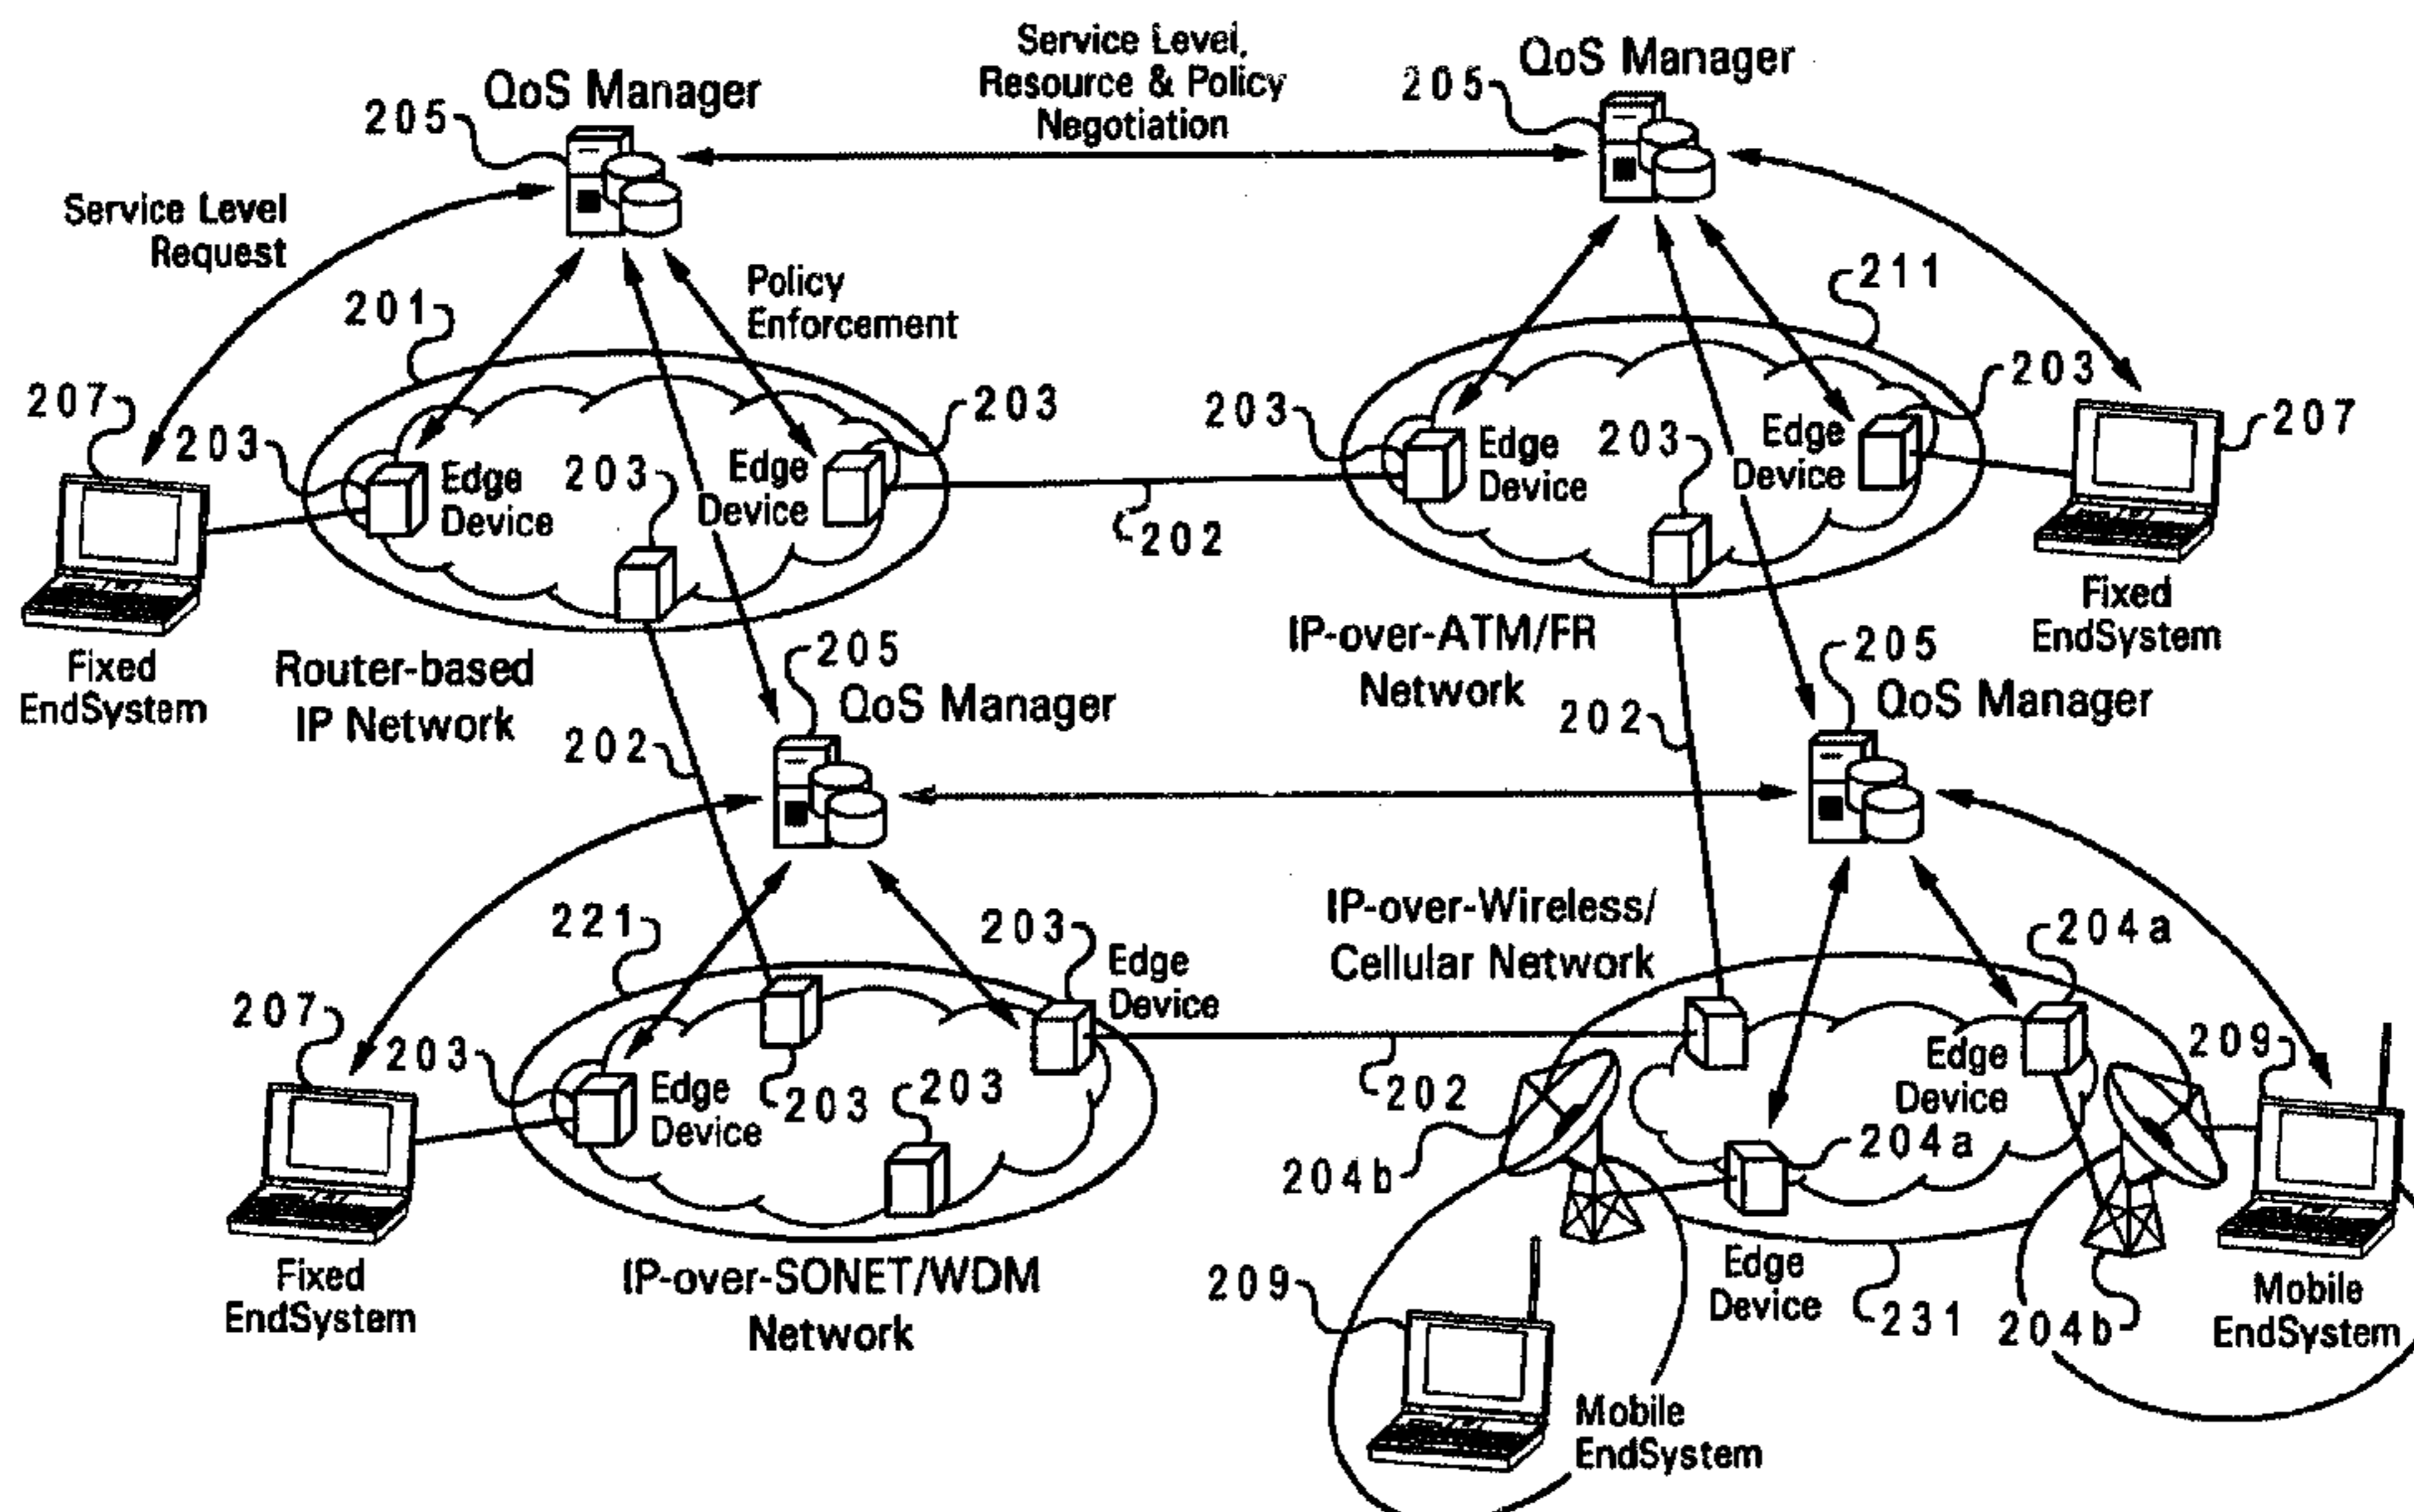 Service Level,
Resource & Policy
Negotiation
QoS Manager
205
QoS Manager
205
Service Level
Request
Policy
Enforcement
201
211
207
203
Edge
Device
203
Edge
Device
203
202
203
Edge
Device
203
Edge
Device
203
207
Fixed
EndSystem
Router-based
IP Network
IP-over-ATM/FR
Network
Fixed
EndSystem
205
QoS Manager
205
QoS Manager
202
202
221
203
Edge
Device
IP-over-Wireless/
Cellular Network
204a
207
203
Edge
Device
203
203
202
Edge
Device
209
204b
204a
Fixed
EndSystem
IP-over-SONET/WDM
Network
209
Edge
Device
231
204b
Mobile
EndSystem
Mobile
EndSystem